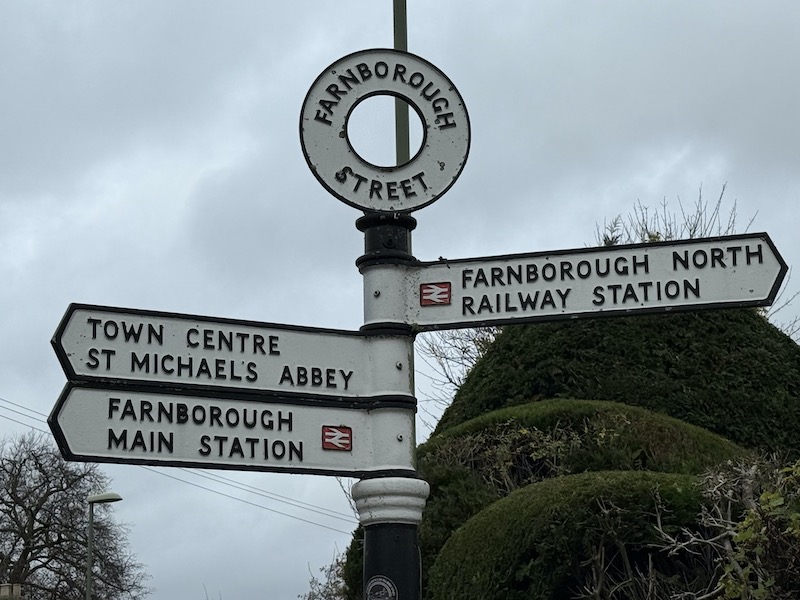 FARNBOROUGH
STREET
FARNBOROUGH NORTH
RAILWAY STATION
TOWN CENTRE
ST MICHAEL'S ABBEY
FARNBOROUGH
MAIN STATION